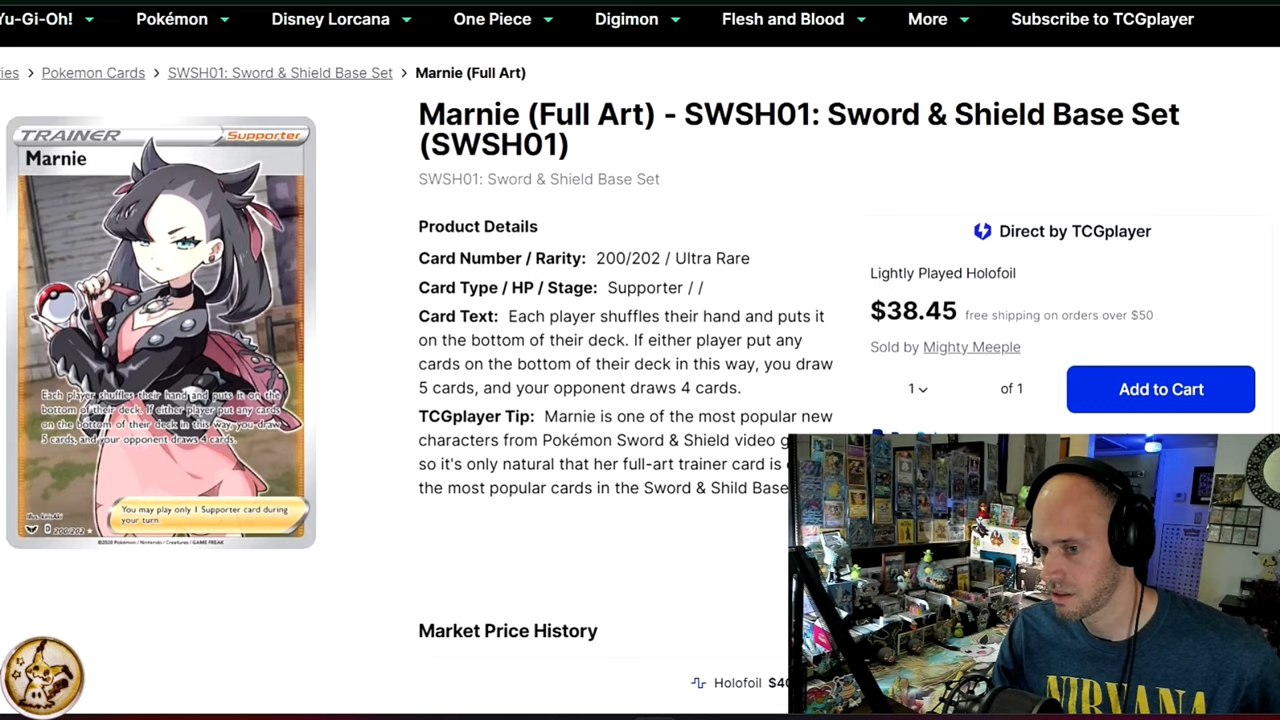 Yu-Gi-Oh! Pokémon Disney Lorcana One Piece Digimon Flesh and Blood More Subscribe to TCGplayer
ies > Pokemon Cards > SWSH01: Sword & Shield Base Set > Marnie (Full Art)
Marnie (Full Art) - SWSH01: Sword & Shield Base Set
(SWSH01)
SWSH01: Sword & Shield Base Set
TRAINER Supporter
Marnie
Each player shuffles their hand and puts it on the
bottom of their deck. If either player put any cards
on the bottom of their deck in this way, you draw
5 cards, and your opponent draws 4 cards.
You may play only 1 Supporter card during
your turn.
200/202
©2020 Pokémon / Nintendo / Creatures / GAME FREAK
Product Details
Card Number / Rarity: 200/202 / Ultra Rare
Card Type / HP / Stage: Supporter / /
Card Text: Each player shuffles their hand and puts it
on the bottom of their deck. If either player put any
cards on the bottom of their deck in this way, you draw
5 cards, and your opponent draws 4 cards.
TCGplayer Tip: Marnie is one of the most popular new
characters from Pokémon Sword & Shield video g
so it's only natural that her full-art trainer card is
the most popular cards in the Sword & Shild Base
Direct by TCGplayer
Lightly Played Holofoil
$38.45 free shipping on orders over $50
Sold by Mighty Meeple
1 of 1 Add to Cart
Market Price History
Holofoil $40
NIRVANA